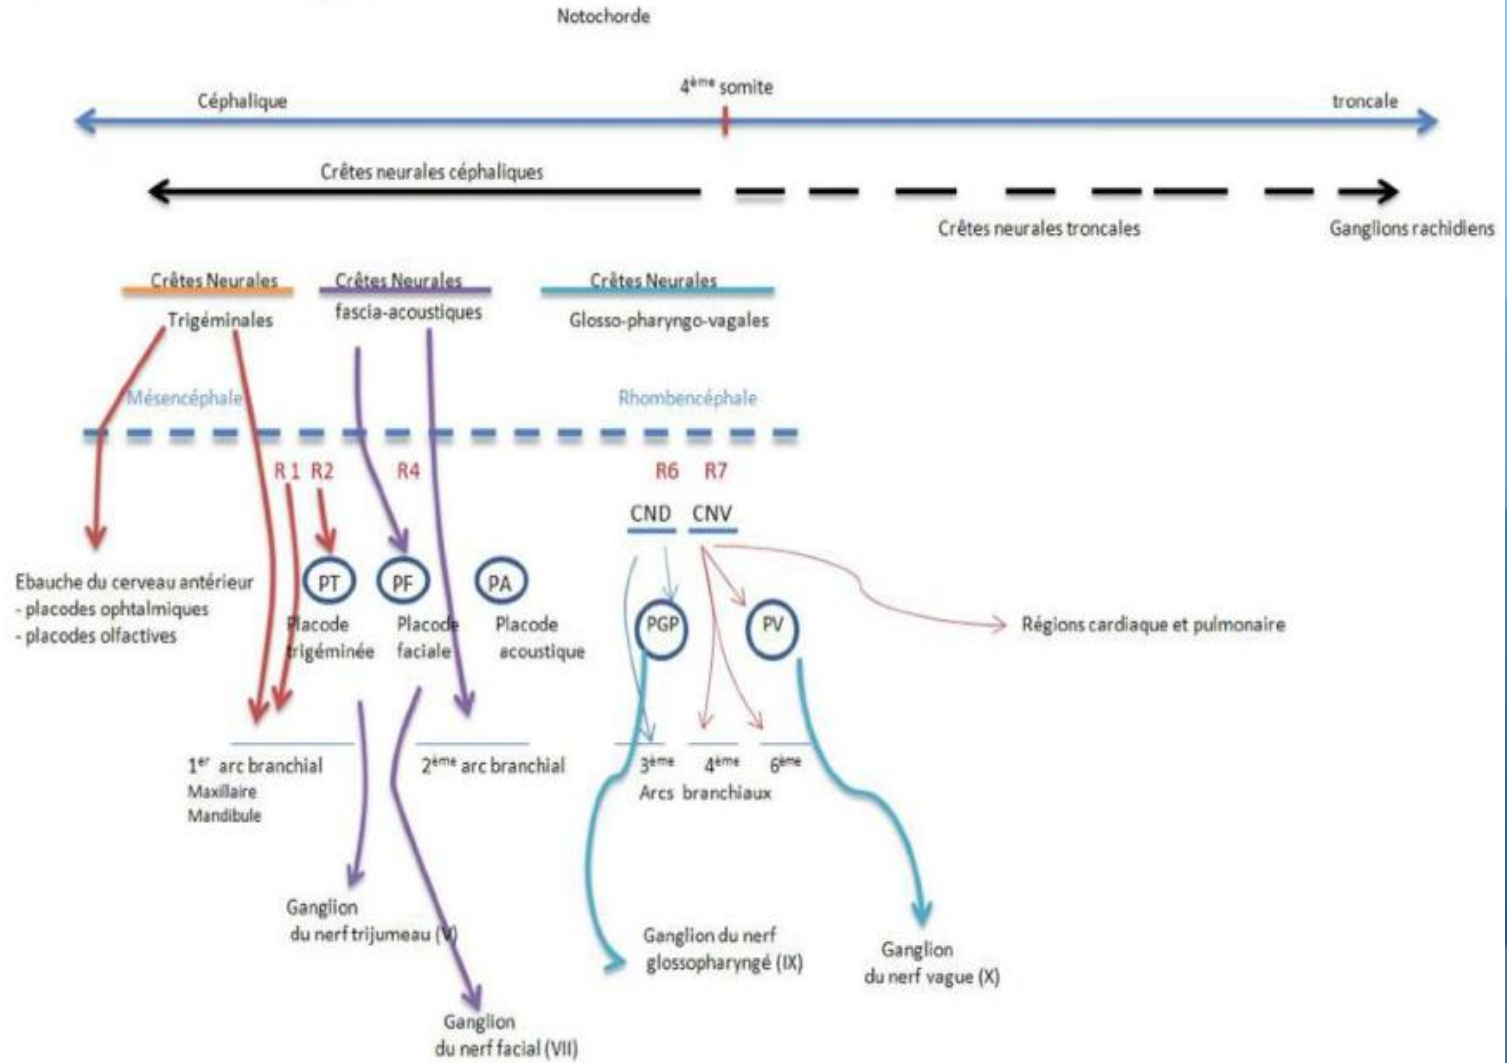 Notochorde
4ème somite
Céphalique
troncale
Crêtes neurales céphaliques
Crêtes neurales troncales
Ganglions rachidiens
Crêtes Neurales
Trigéminales
Crêtes Neurales
fascia-acoustiques
Crêtes Neurales
Glosso-pharyngo-vagales
Mésencéphale
Rhombencéphale
R 1
R2
R4
R6
R7
CND
CNV
Ebauche du cerveau antérieur
- placodes ophtalmiques
- placodes olfactives
PT
PF
PA
Placode
trigéminée
Placode
faciale
Placode
acoustique
PGP
PV
Régions cardiaque et pulmonaire
1er arc branchial
Maxillaire
Mandibule
2ème arc branchial
3ème
4ème
6ème
Arcs branchiaux
Ganglion
du nerf trijumeau (V)
Ganglion du nerf
glossopharyngé (IX)
Ganglion
du nerf vague (X)
Ganglion
du nerf facial (VII)